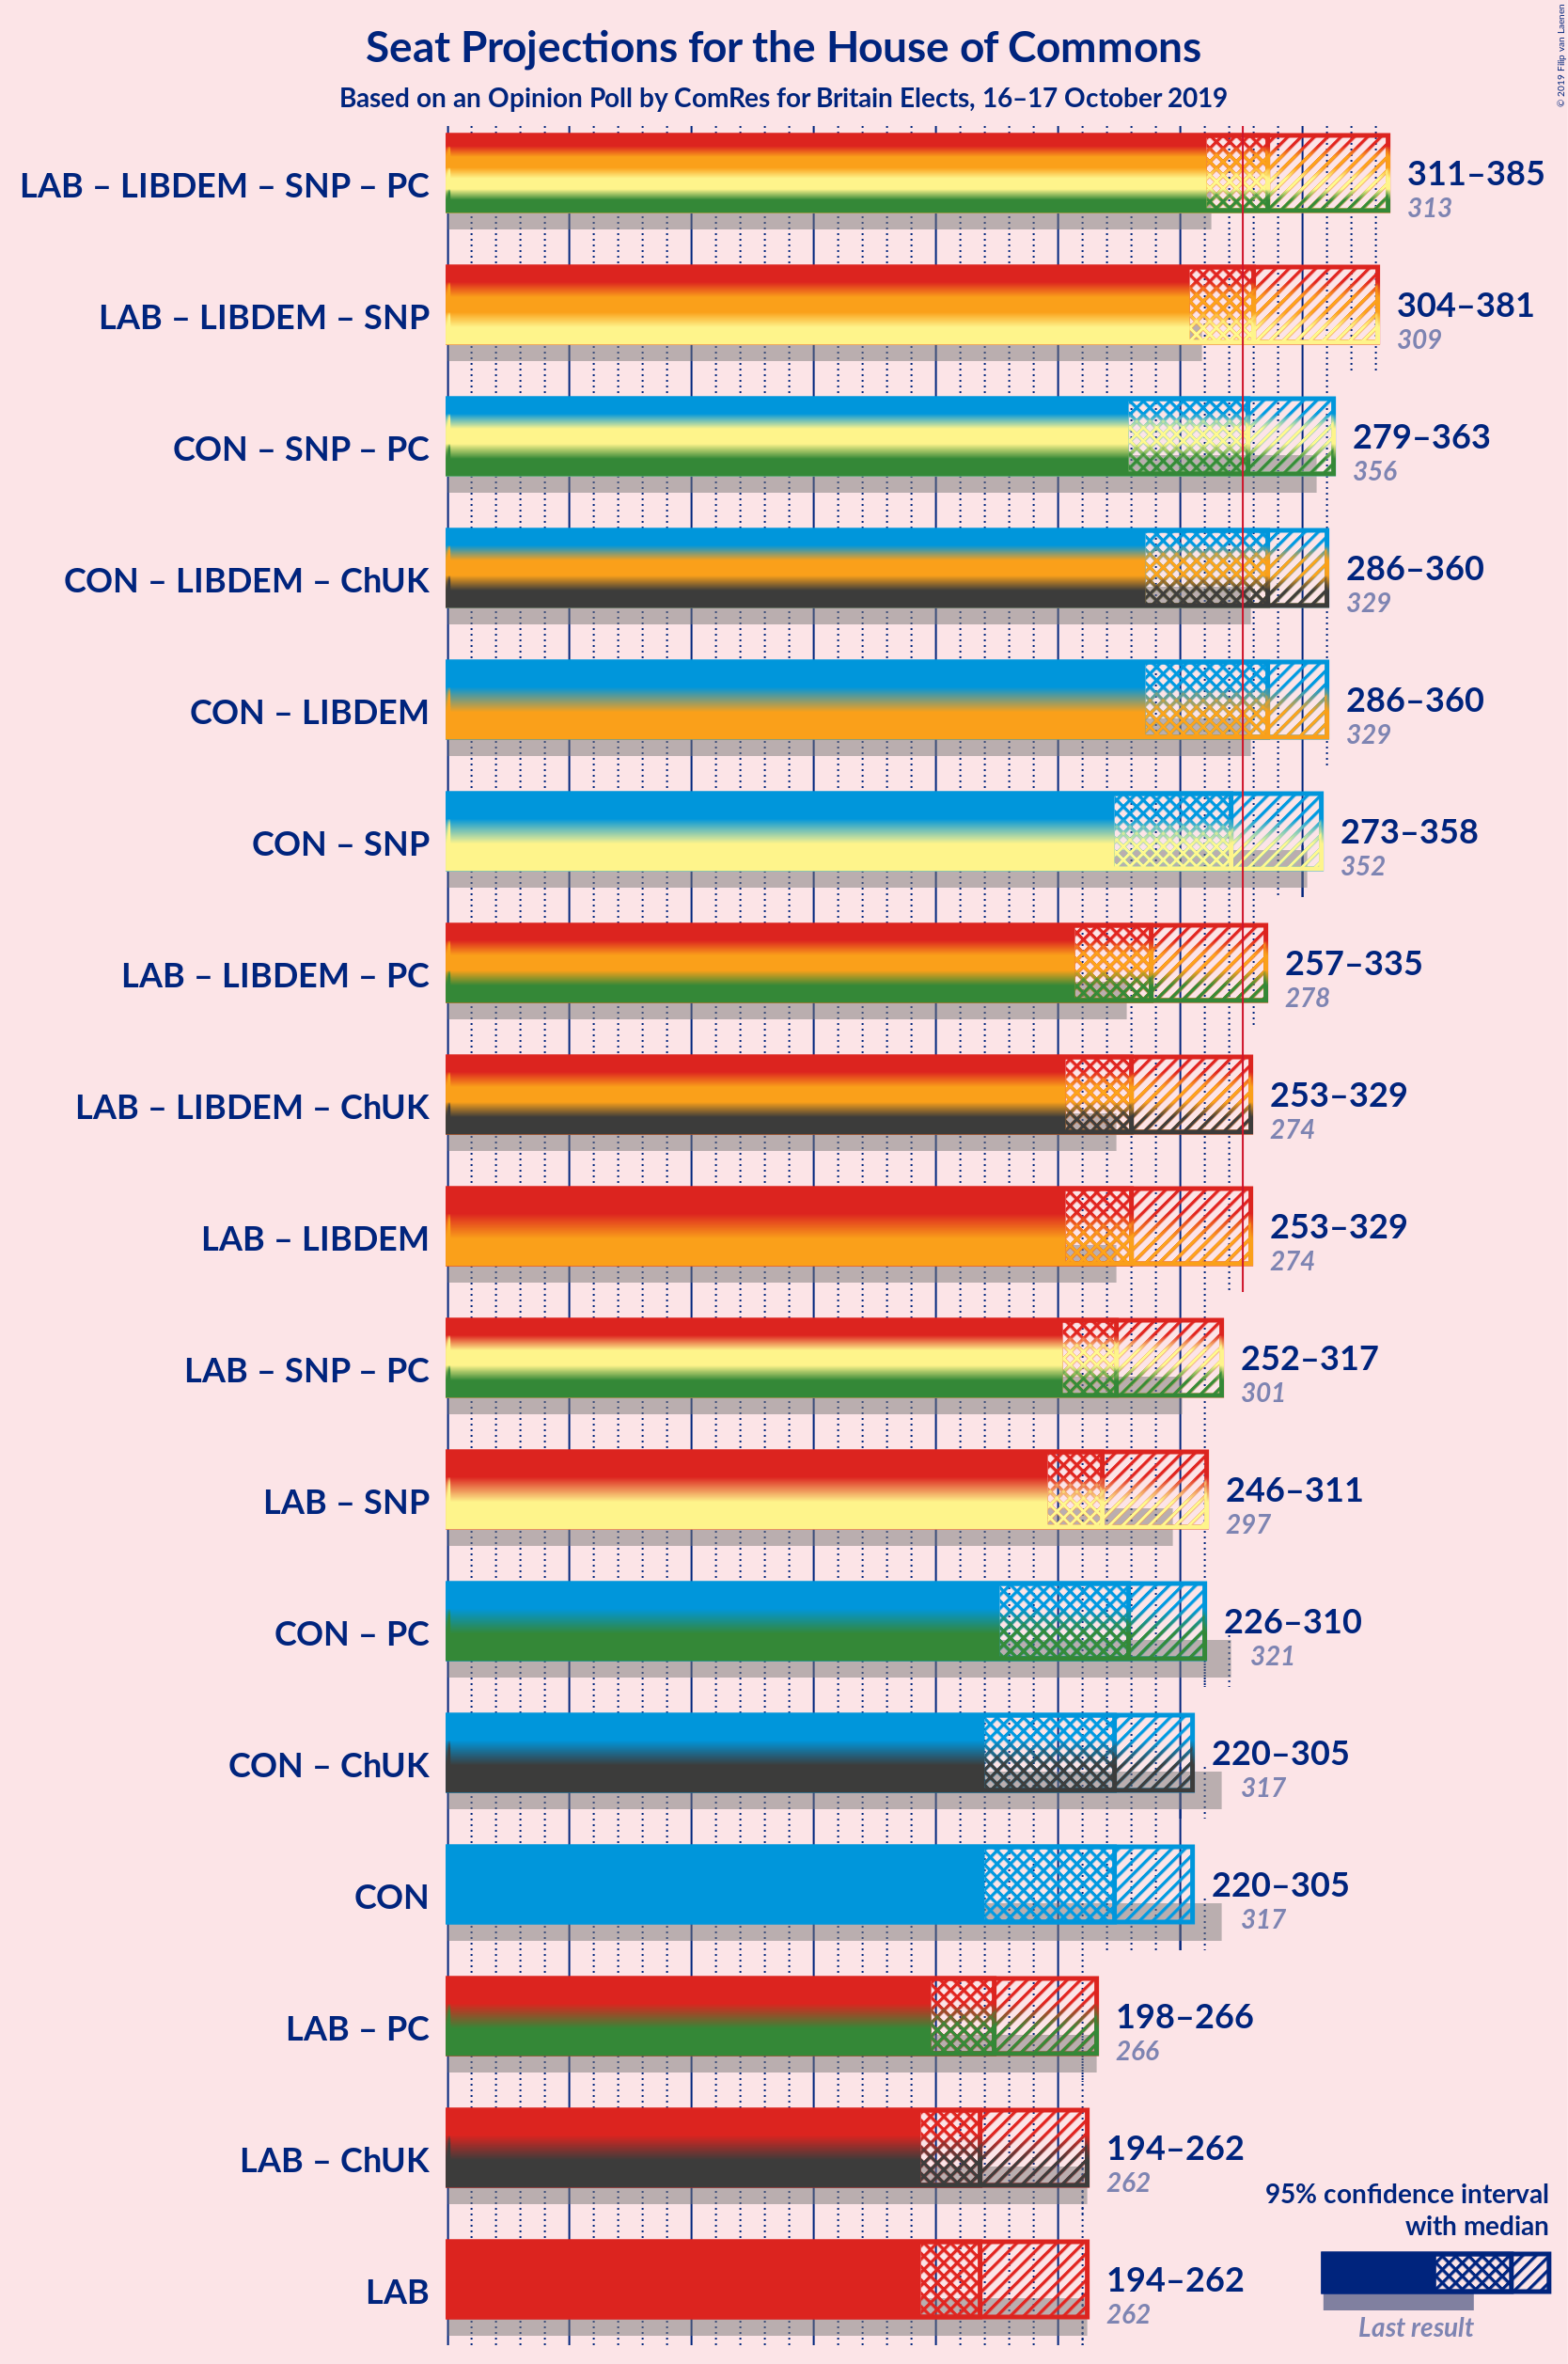 Seat Projections for the House of Commons
Based on an Opinion Poll by ComRes for Britain Elects, 16–17 October 2019
© 2019 Filip van Laenen
LAB – LIBDEM – SNP – PC
311–385
313
LAB – LIBDEM – SNP
304–381
309
CON – SNP – PC
279–363
356
CON – LIBDEM – ChUK
286–360
329
CON – LIBDEM
286–360
329
CON – SNP
273–358
352
LAB – LIBDEM – PC
257–335
278
LAB – LIBDEM – ChUK
253–329
274
LAB – LIBDEM
253–329
274
LAB – SNP – PC
252–317
301
LAB – SNP
246–311
297
CON – PC
226–310
321
CON – ChUK
220–305
317
CON
220–305
317
LAB – PC
198–266
266
LAB – ChUK
194–262
262
LAB
194–262
262
95% confidence interval
with median
Last result